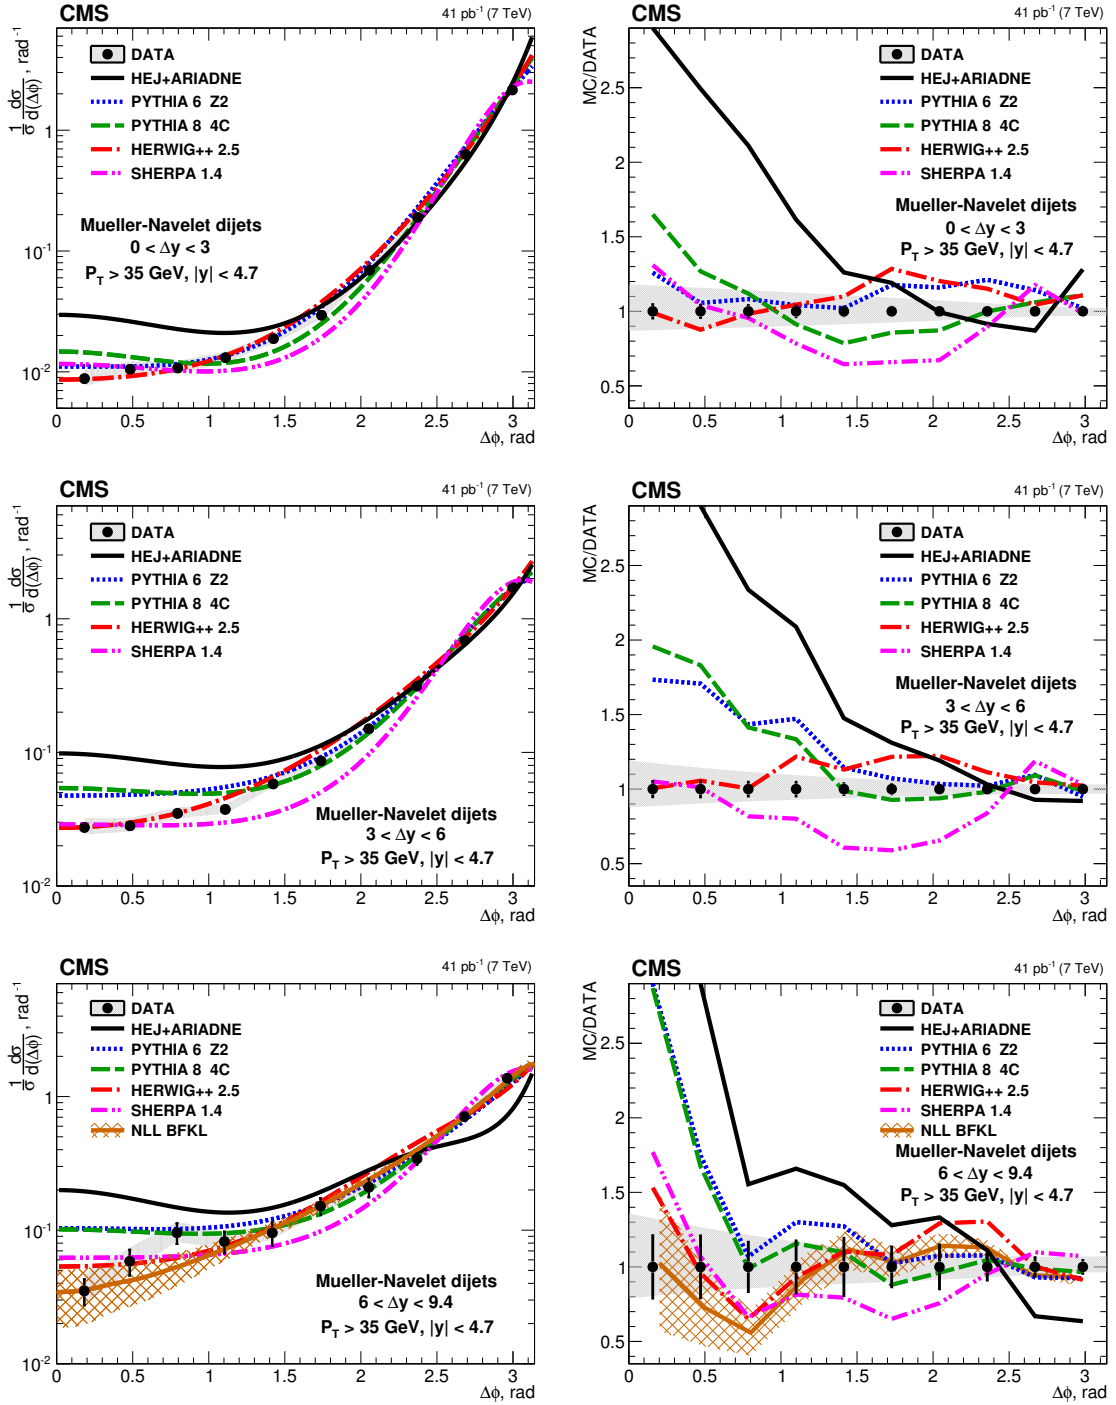 CMS
41 pb⁻¹ (7 TeV)
1/σ dσ/d(Δϕ) , rad⁻¹
DATA
HEJ+ARIADNE
PYTHIA 6 Z2
PYTHIA 8 4C
HERWIG++ 2.5
SHERPA 1.4
Mueller-Navelet dijets
0 < Δy < 3
P_T > 35 GeV, |y| < 4.7
1
10⁻¹
10⁻²
0 0.5 1 1.5 2 2.5 3
Δϕ, rad
CMS
41 pb⁻¹ (7 TeV)
MC/DATA
DATA
HEJ+ARIADNE
PYTHIA 6 Z2
PYTHIA 8 4C
HERWIG++ 2.5
SHERPA 1.4
Mueller-Navelet dijets
0 < Δy < 3
P_T > 35 GeV, |y| < 4.7
2.5
2
1.5
1
0.5
0 0.5 1 1.5 2 2.5 3
Δϕ, rad
CMS
41 pb⁻¹ (7 TeV)
1/σ dσ/d(Δϕ) , rad⁻¹
DATA
HEJ+ARIADNE
PYTHIA 6 Z2
PYTHIA 8 4C
HERWIG++ 2.5
SHERPA 1.4
1
10⁻¹
Mueller-Navelet dijets
3 < Δy < 6
P_T > 35 GeV, |y| < 4.7
10⁻²
0 0.5 1 1.5 2 2.5 3
Δϕ, rad
CMS
41 pb⁻¹ (7 TeV)
MC/DATA
DATA
HEJ+ARIADNE
PYTHIA 6 Z2
PYTHIA 8 4C
HERWIG++ 2.5
SHERPA 1.4
Mueller-Navelet dijets
3 < Δy < 6
P_T > 35 GeV, |y| < 4.7
2.5
2
1.5
1
0.5
0 0.5 1 1.5 2 2.5 3
Δϕ, rad
CMS
41 pb⁻¹ (7 TeV)
1/σ dσ/d(Δϕ) , rad⁻¹
DATA
HEJ+ARIADNE
PYTHIA 6 Z2
PYTHIA 8 4C
HERWIG++ 2.5
SHERPA 1.4
NLL BFKL
1
10⁻¹
Mueller-Navelet dijets
6 < Δy < 9.4
P_T > 35 GeV, |y| < 4.7
10⁻²
0 0.5 1 1.5 2 2.5 3
Δϕ, rad
CMS
41 pb⁻¹ (7 TeV)
MC/DATA
DATA
HEJ+ARIADNE
PYTHIA 6 Z2
PYTHIA 8 4C
HERWIG++ 2.5
SHERPA 1.4
NLL BFKL
Mueller-Navelet dijets
6 < Δy < 9.4
P_T > 35 GeV, |y| < 4.7
2.5
2
1.5
1
0.5
0 0.5 1 1.5 2 2.5 3
Δϕ, rad